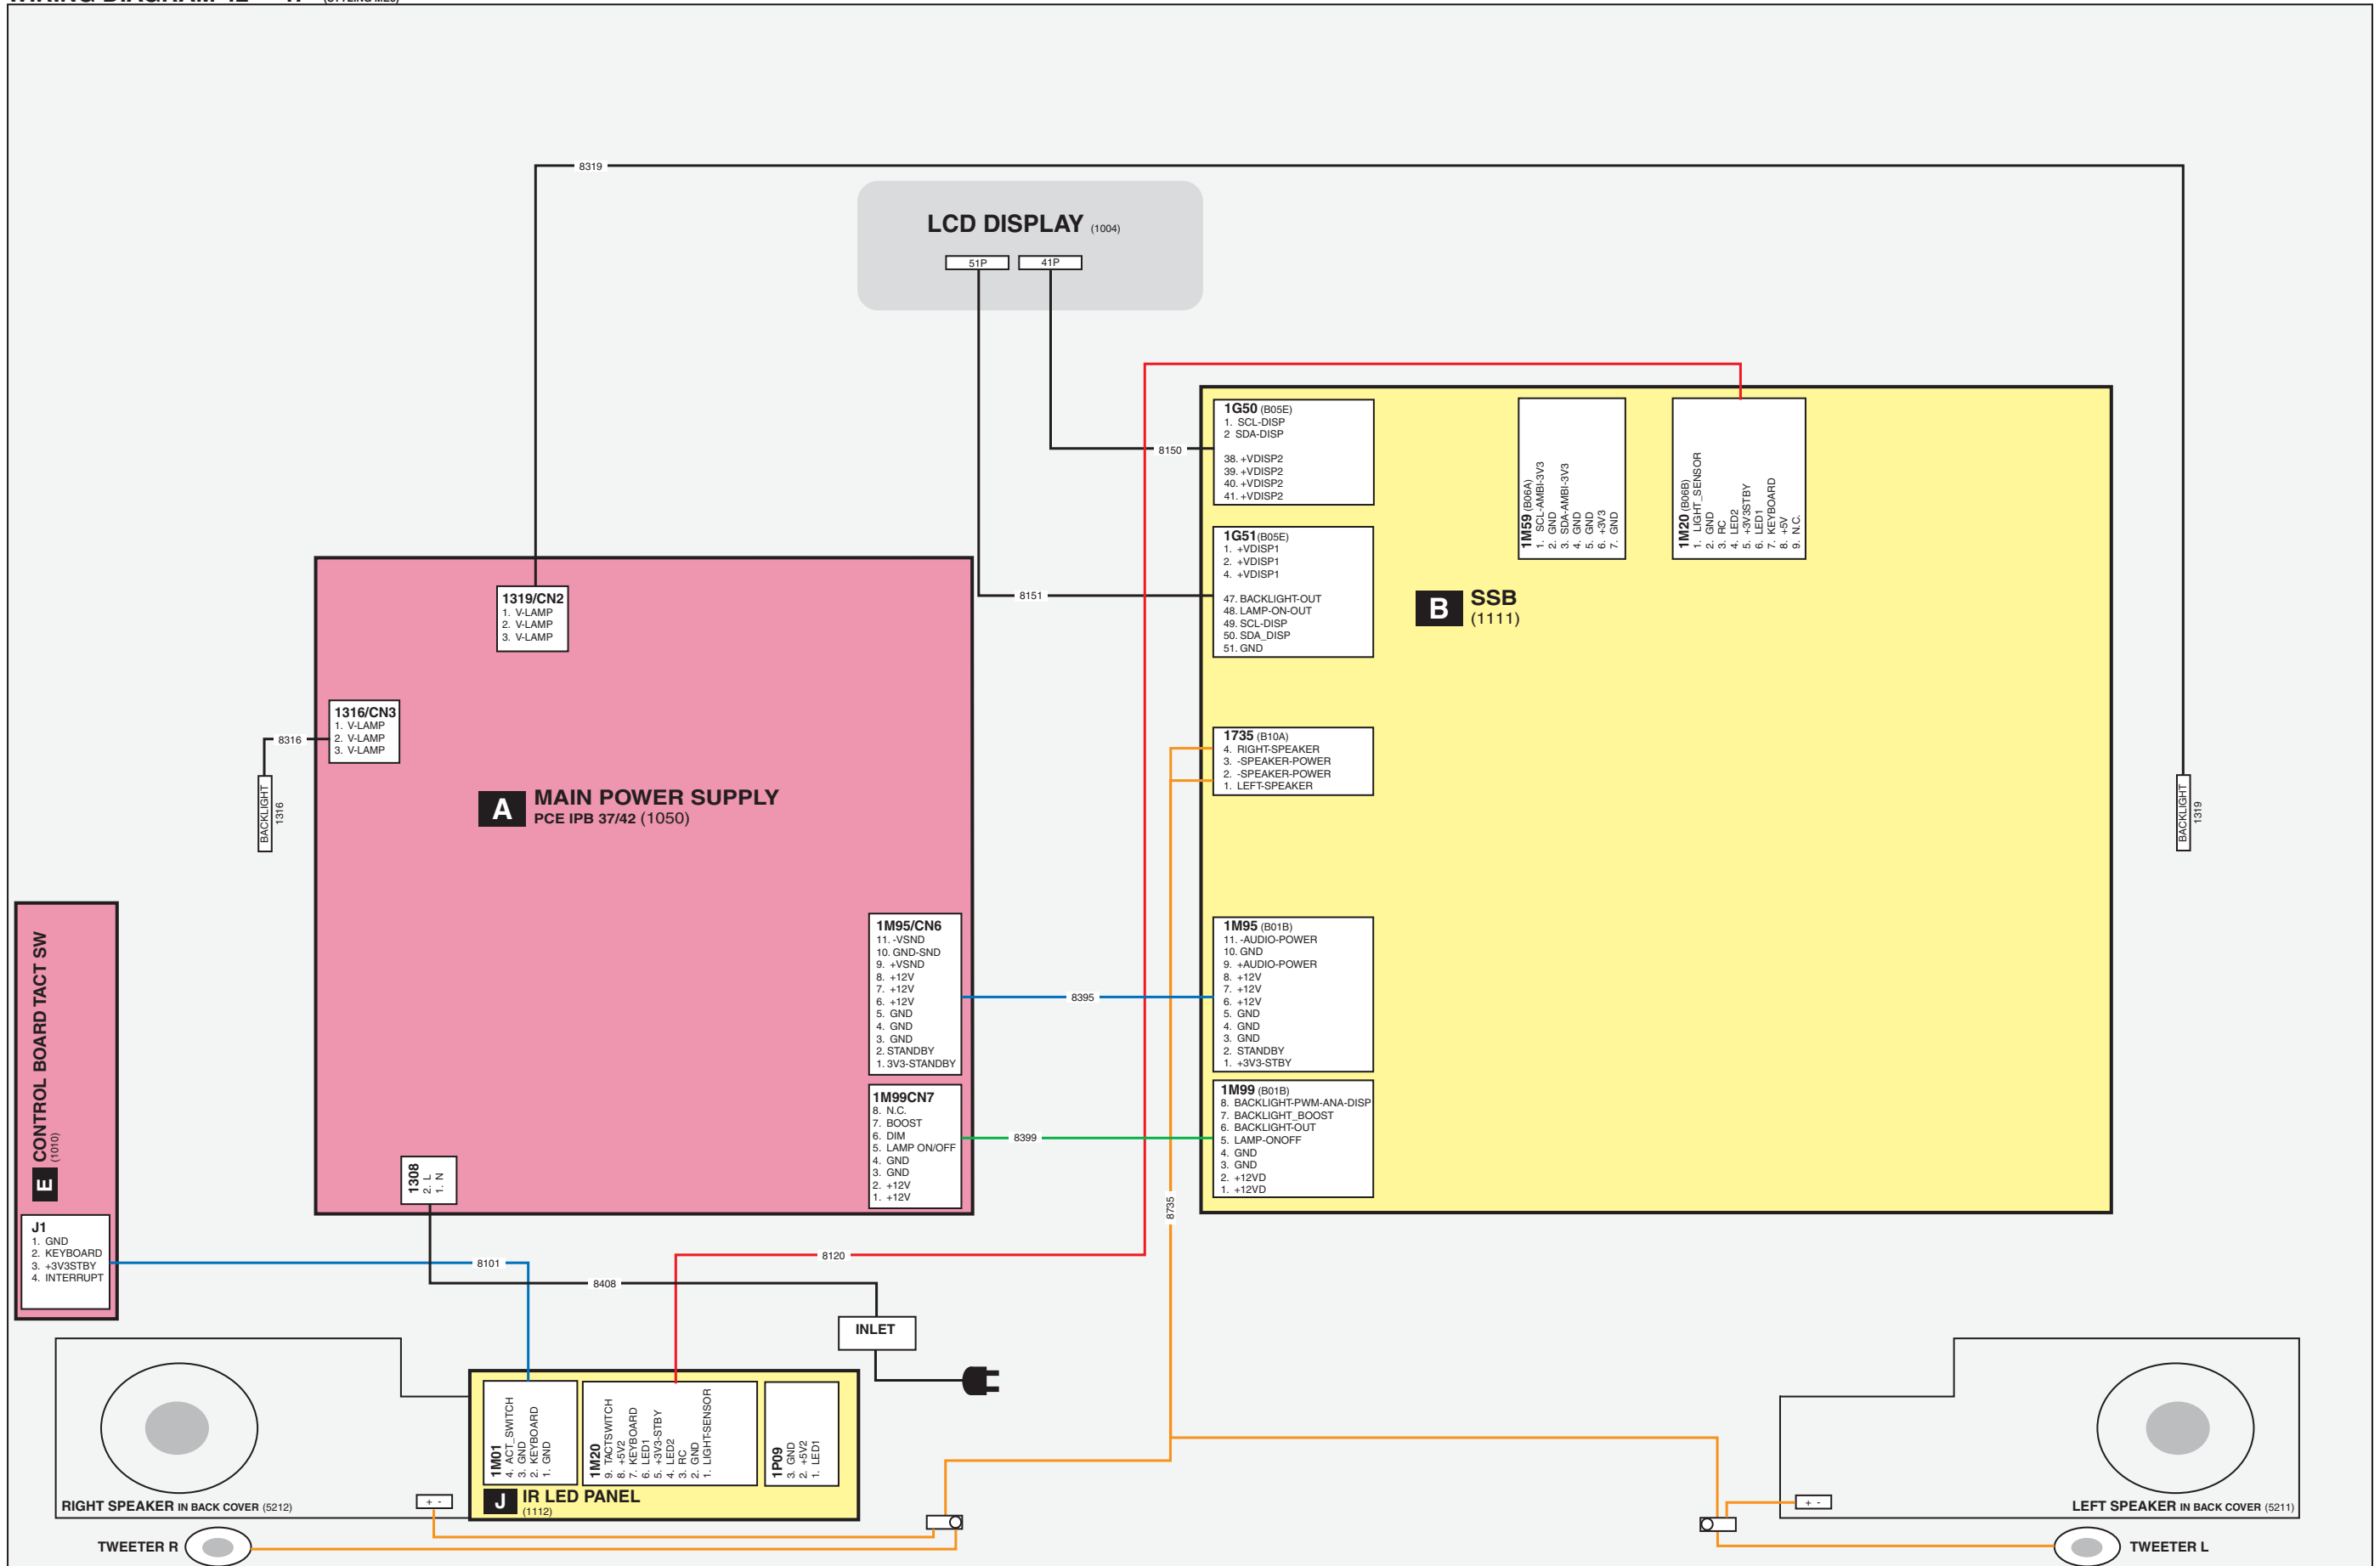 8319
LCD DISPLAY (1004)
51P
41P
8150
1G50 (B05E)
1. SCL-DISP
2 SDA-DISP
38. +VDISP2
39. +VDISP2
40. +VDISP2
41. +VDISP2
1M59 (B06A)
1. SCL-AMBI-3V3
2. GND
3. SDA-AMBI-3V3
4. GND
5. GND
6. +3V3
7. GND
1M20 (B06B)
1. LIGHT_SENSOR
2. GND
3. RC
4. LED2
5. +3V3STBY
6. LED1
7. KEYBOARD
8. +5V
9. N.C.
1G51 (B05E)
1. +VDISP1
2. +VDISP1
4. +VDISP1
47. BACKLIGHT-OUT
48. LAMP-ON-OUT
49. SCL-DISP
50. SDA_DISP
51. GND
8151
B SSB
(1111)
1319/CN2
1. V-LAMP
2. V-LAMP
3. V-LAMP
1316/CN3
1. V-LAMP
2. V-LAMP
3. V-LAMP
8316
BACKLIGHT
1316
A MAIN POWER SUPPLY
PCE IPB 37/42 (1050)
1735 (B10A)
4. RIGHT-SPEAKER
3. -SPEAKER-POWER
2. -SPEAKER-POWER
1. LEFT-SPEAKER
BACKLIGHT
1319
1M95/CN6
11. -VSND
10. GND-SND
9. +VSND
8. +12V
7. +12V
6. +12V
5. GND
4. GND
3. GND
2. STANDBY
1. 3V3-STANDBY
8395
1M95 (B01B)
11. -AUDIO-POWER
10. GND
9. +AUDIO-POWER
8. +12V
7. +12V
6. +12V
5. GND
4. GND
3. GND
2. STANDBY
1. +3V3-STBY
1M99CN7
8. N.C.
7. BOOST
6. DIM
5. LAMP ON/OFF
4. GND
3. GND
2. +12V
1. +12V
8399
1M99 (B01B)
8. BACKLIGHT-PWM-ANA-DISP
7. BACKLIGHT_BOOST
6. BACKLIGHT-OUT
5. LAMP-ONOFF
4. GND
3. GND
2. +12VD
1. +12VD
E CONTROL BOARD TACT SW
(1010)
J1
1. GND
2. KEYBOARD
3. +3V3STBY
4. INTERRUPT
1308
2. L
1. N
8735
8101
8120
8408
INLET
1M01
4. ACT_SWITCH
3. GND
2. KEYBOARD
1. GND
1M20
9. TACTSWITCH
8. +5V2
7. KEYBOARD
6. LED1
5. +3V3-STBY
4. LED2
3. RC
2. GND
1. LIGHT-SENSOR
1P09
3. GND
2. +5V2
1. LED1
J IR LED PANEL
(1112)
RIGHT SPEAKER IN BACK COVER (5212)
+ -
TWEETER R
+ -
LEFT SPEAKER IN BACK COVER (5211)
TWEETER L